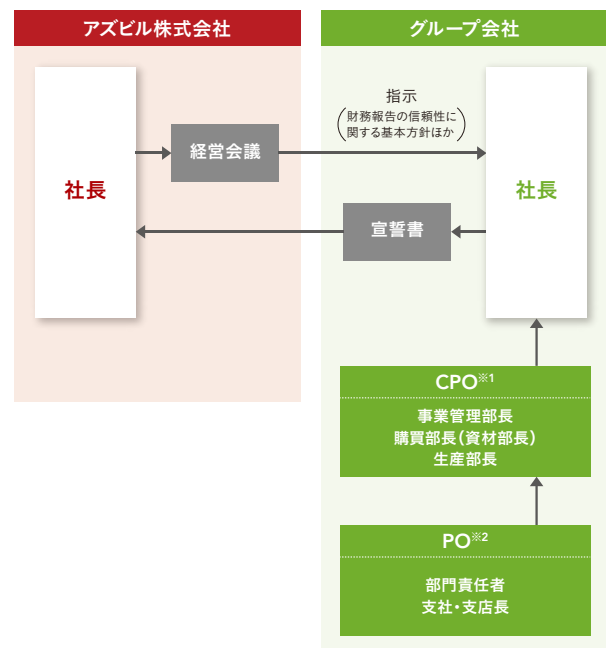 アズビル株式会社
グループ会社
指示
(財務報告の信頼性に
関する基本方針ほか)
経営会議
社長
社長
宣誓書
CPO※1
事業管理部長
購買部長(資材部長)
生産部長
PO※2
部門責任者
支社・支店長